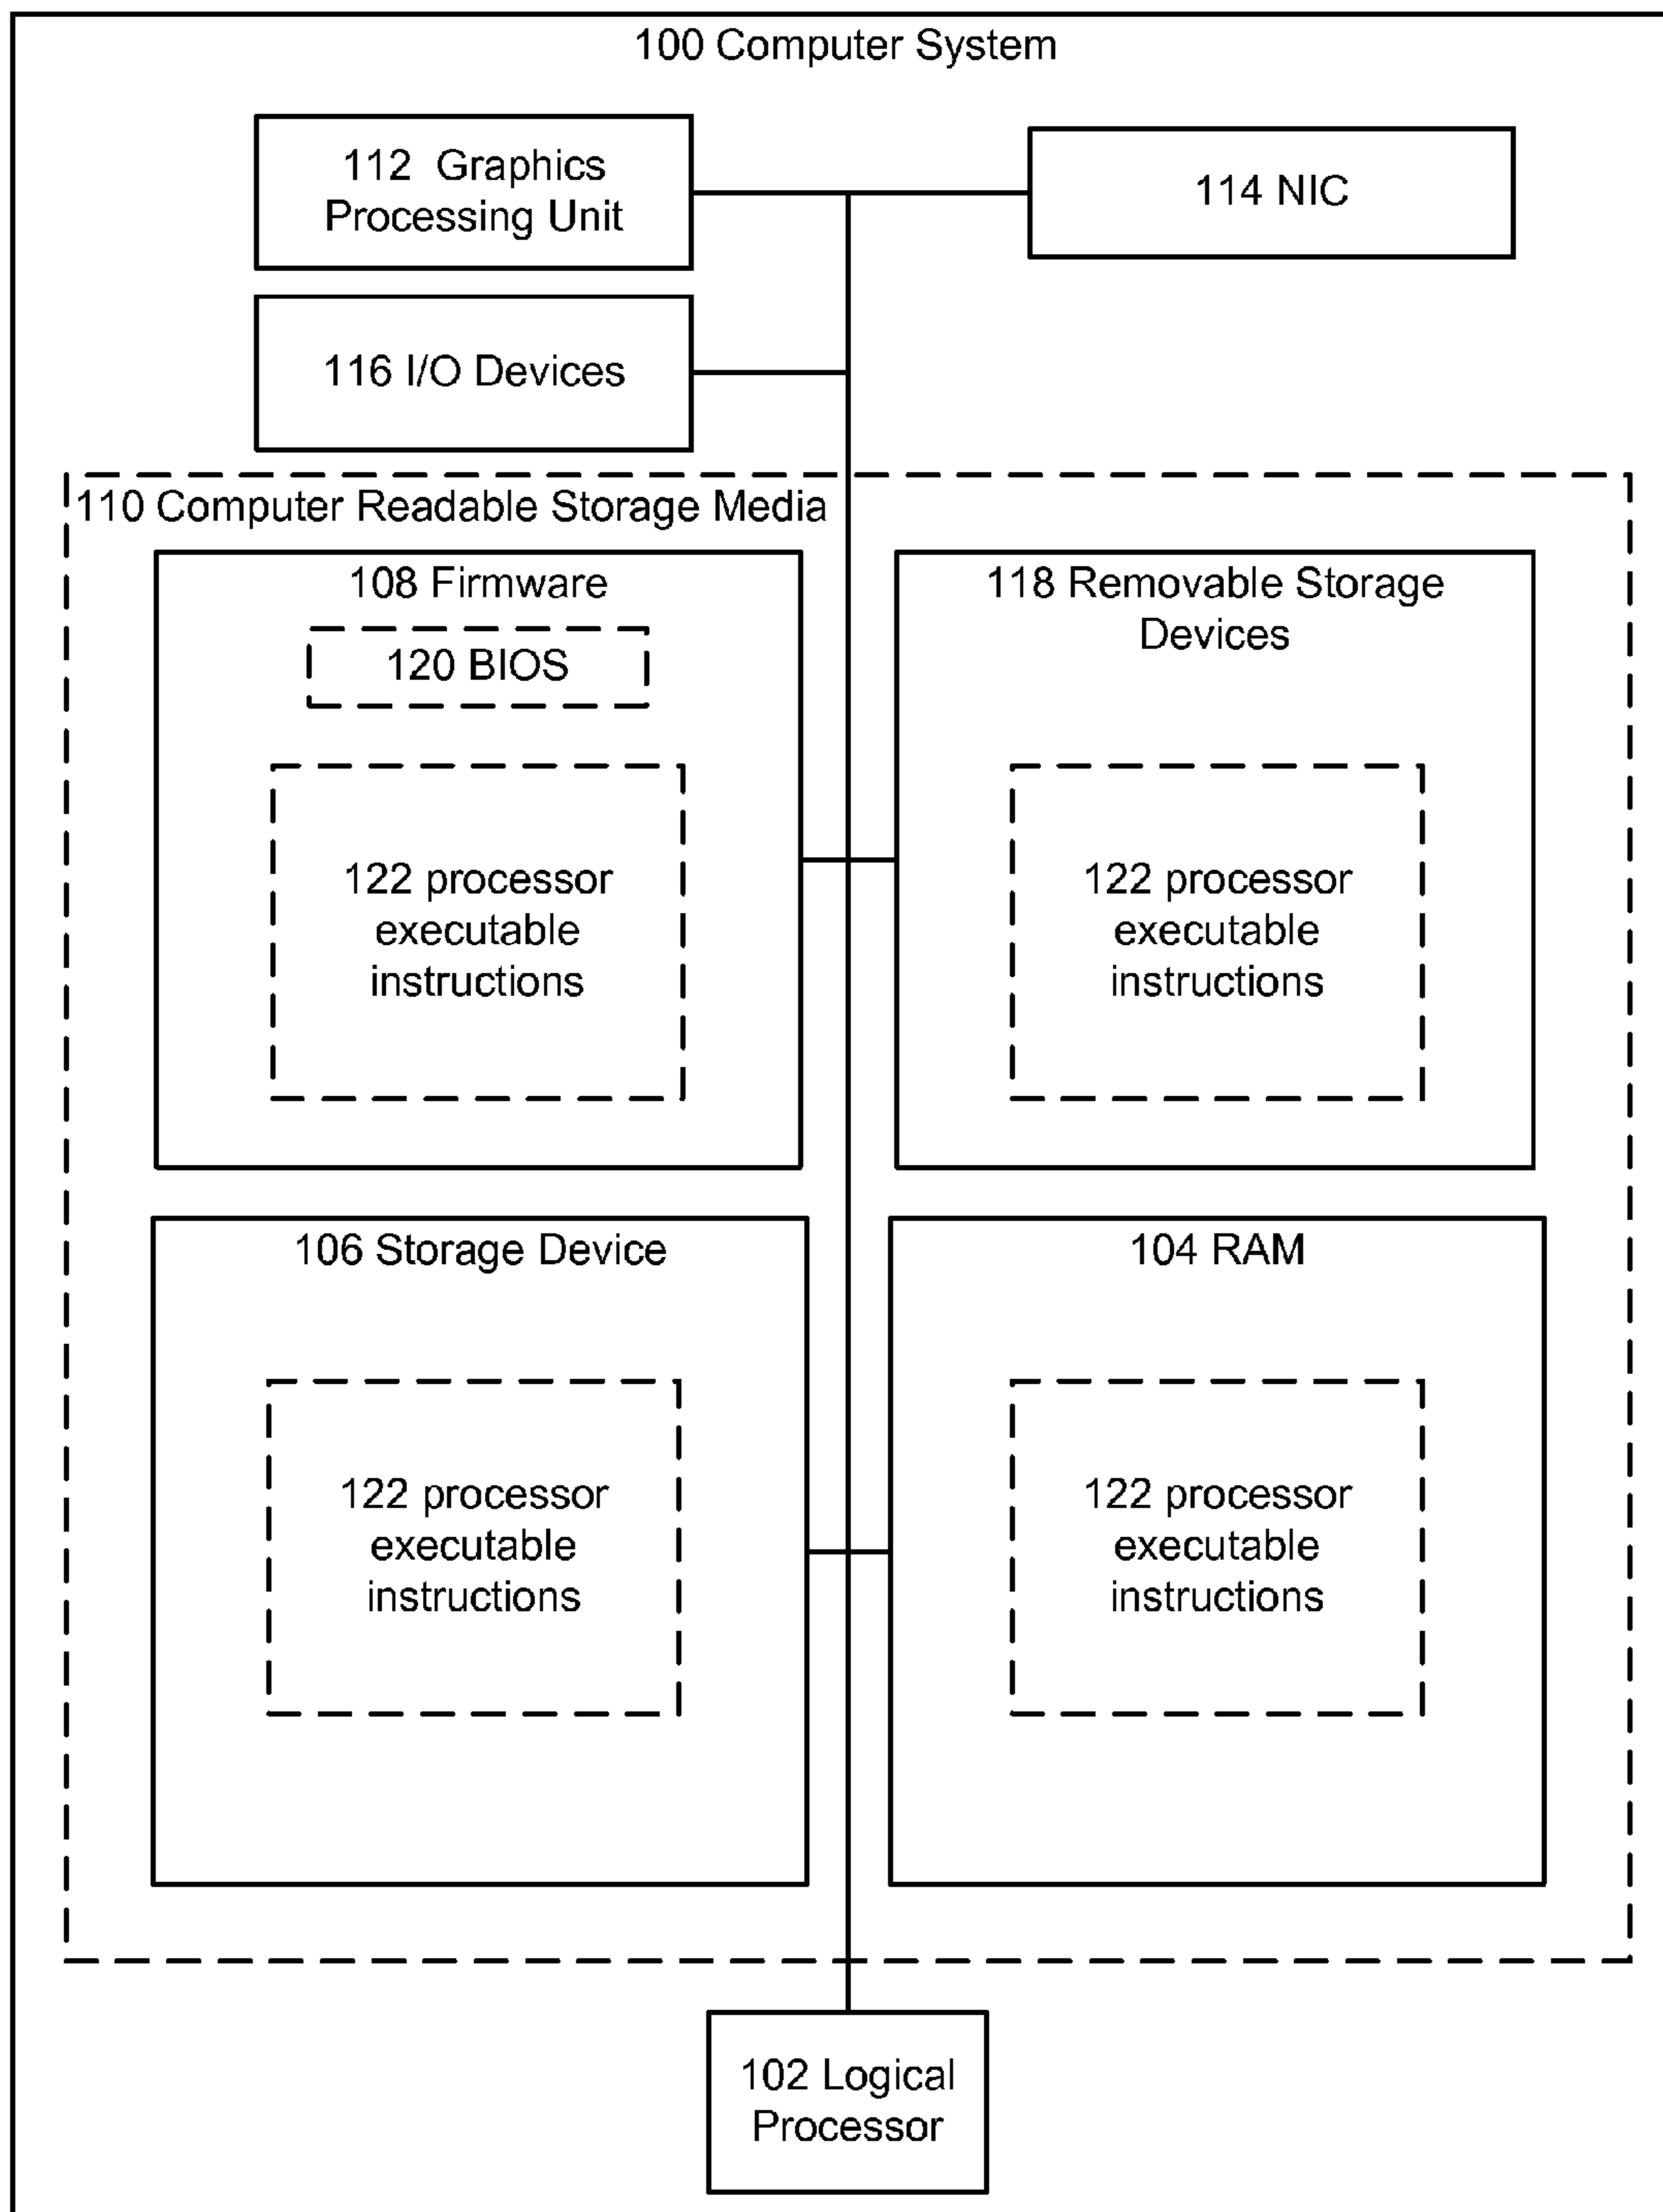 100 Computer System
112 Graphics
Processing Unit
114 NIC
116 I/O Devices
110 Computer Readable Storage Media
108 Firmware
120 BIOS
122 processor
executable
instructions
118 Removable Storage
Devices
122 processor
executable
instructions
106 Storage Device
122 processor
executable
instructions
104 RAM
122 processor
executable
instructions
102 Logical
Processor